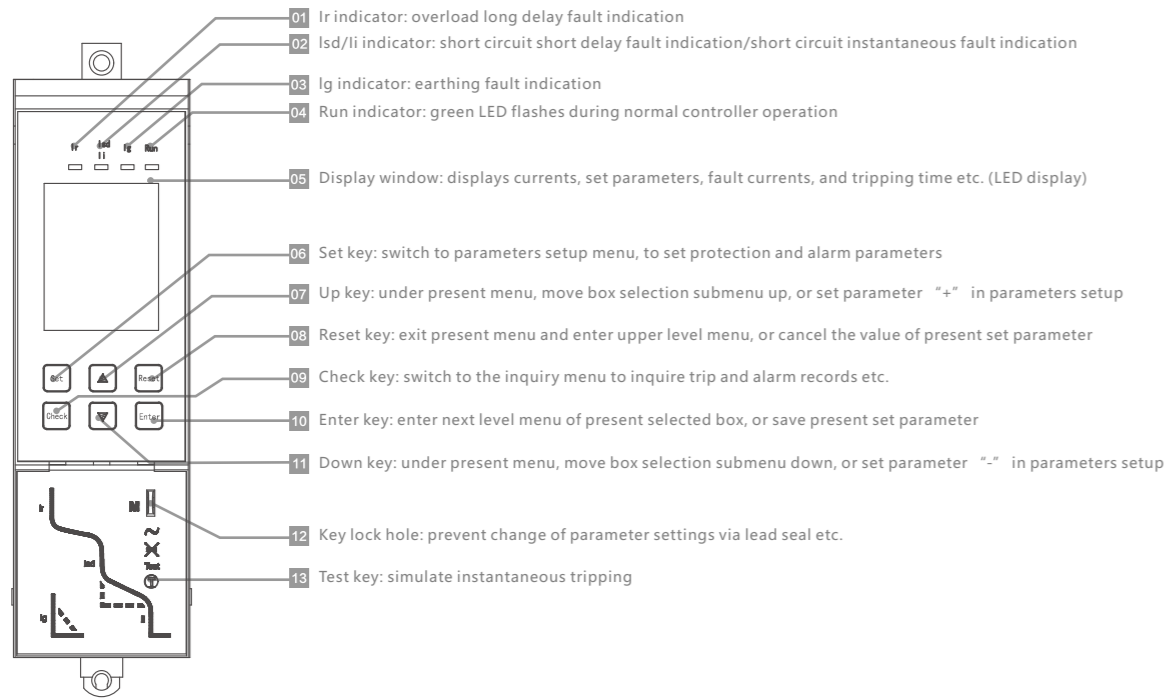 01 Ir indicator: overload long delay fault indication
02 lsd/Ii indicator: short circuit short delay fault indication/short circuit instantaneous fault indication
03 Ig indicator: earthing fault indication
04 Run indicator: green LED flashes during normal controller operation
Ir Isd Ig Run
Ii
05 Display window: displays currents, set parameters, fault currents, and tripping time etc. (LED display)
06 Set key: switch to parameters setup menu, to set protection and alarm parameters
07 Up key: under present menu, move box selection submenu up, or set parameter “+” in parameters setup
08 Reset key: exit present menu and enter upper level menu, or cancel the value of present set parameter
Set Reset
09 Check key: switch to the inquiry menu to inquire trip and alarm records etc.
Check Enter
10 Enter key: enter next level menu of present selected box, or save present set parameter
11 Down key: under present menu, move box selection submenu down, or set parameter “-” in parameters setup
Ir M
12 Key lock hole: prevent change of parameter settings via lead seal etc.
Isd Test
T
13 Test key: simulate instantaneous tripping
Ig Ii